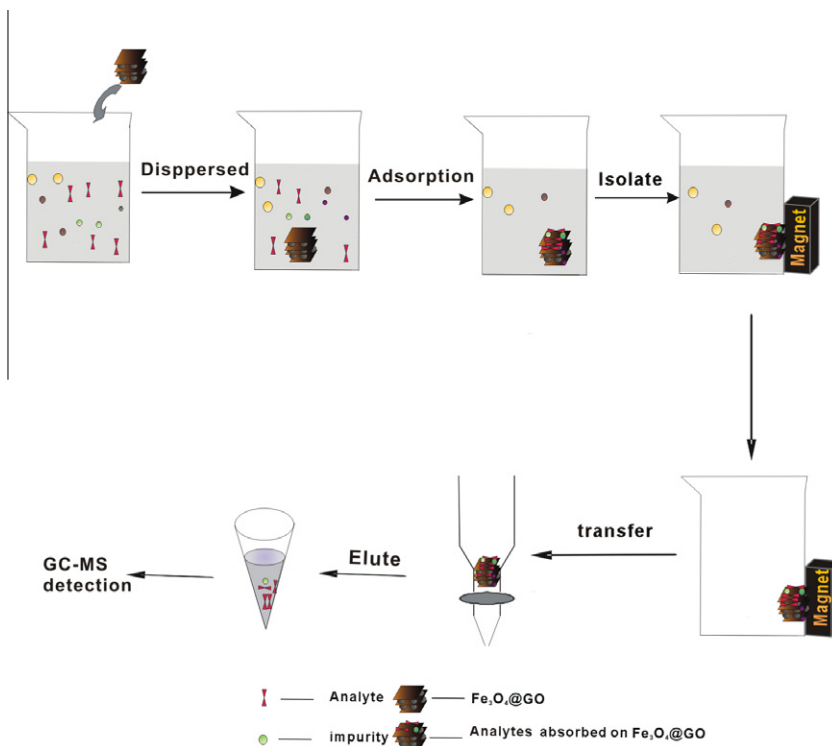 Disppersed
Adsorption
Isolate
Magnet
transfer
Magnet
Elute
GC-MS
detection
Analyte
Fe₃O₄@GO
impurity
Analytes absorbed on Fe₃O₄@GO